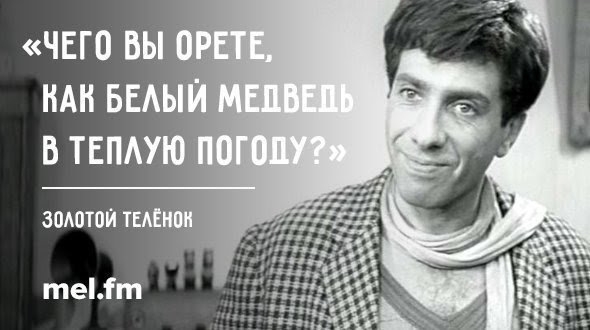 «ЧЕГО ВЫ ОРЕТЕ,
КАК БЕЛЫЙ МЕДВЕДЬ
В ТЕПЛУЮ ПОГОДУ?»
ЗОЛОТОЙ ТЕЛЁНОК
mel.fm